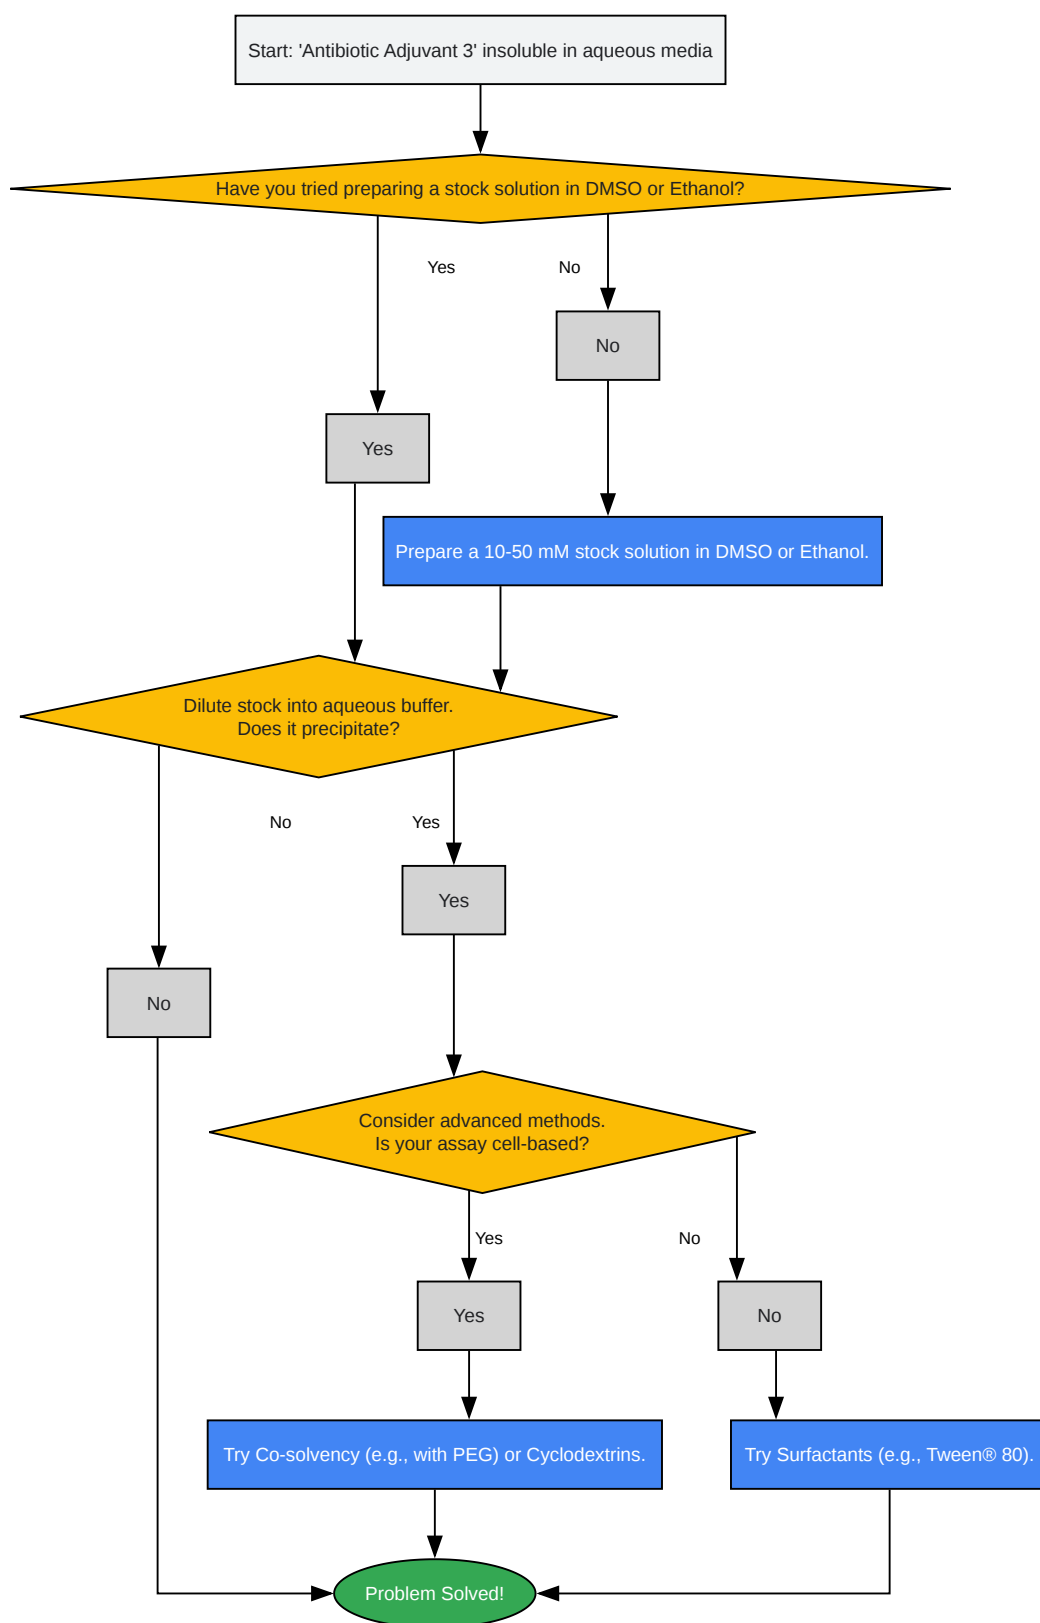 Start: 'Antibiotic Adjuvant 3' insoluble in aqueous media
Have you tried preparing a stock solution in DMSO or Ethanol?
Yes
No
No
Yes
Prepare a 10-50 mM stock solution in DMSO or Ethanol.
Dilute stock into aqueous buffer.
Does it precipitate?
No
Yes
Yes
No
Consider advanced methods.
Is your assay cell-based?
Yes
No
Yes
No
Try Co-solvency (e.g., with PEG) or Cyclodextrins.
Try Surfactants (e.g., Tween® 80).
Problem Solved!